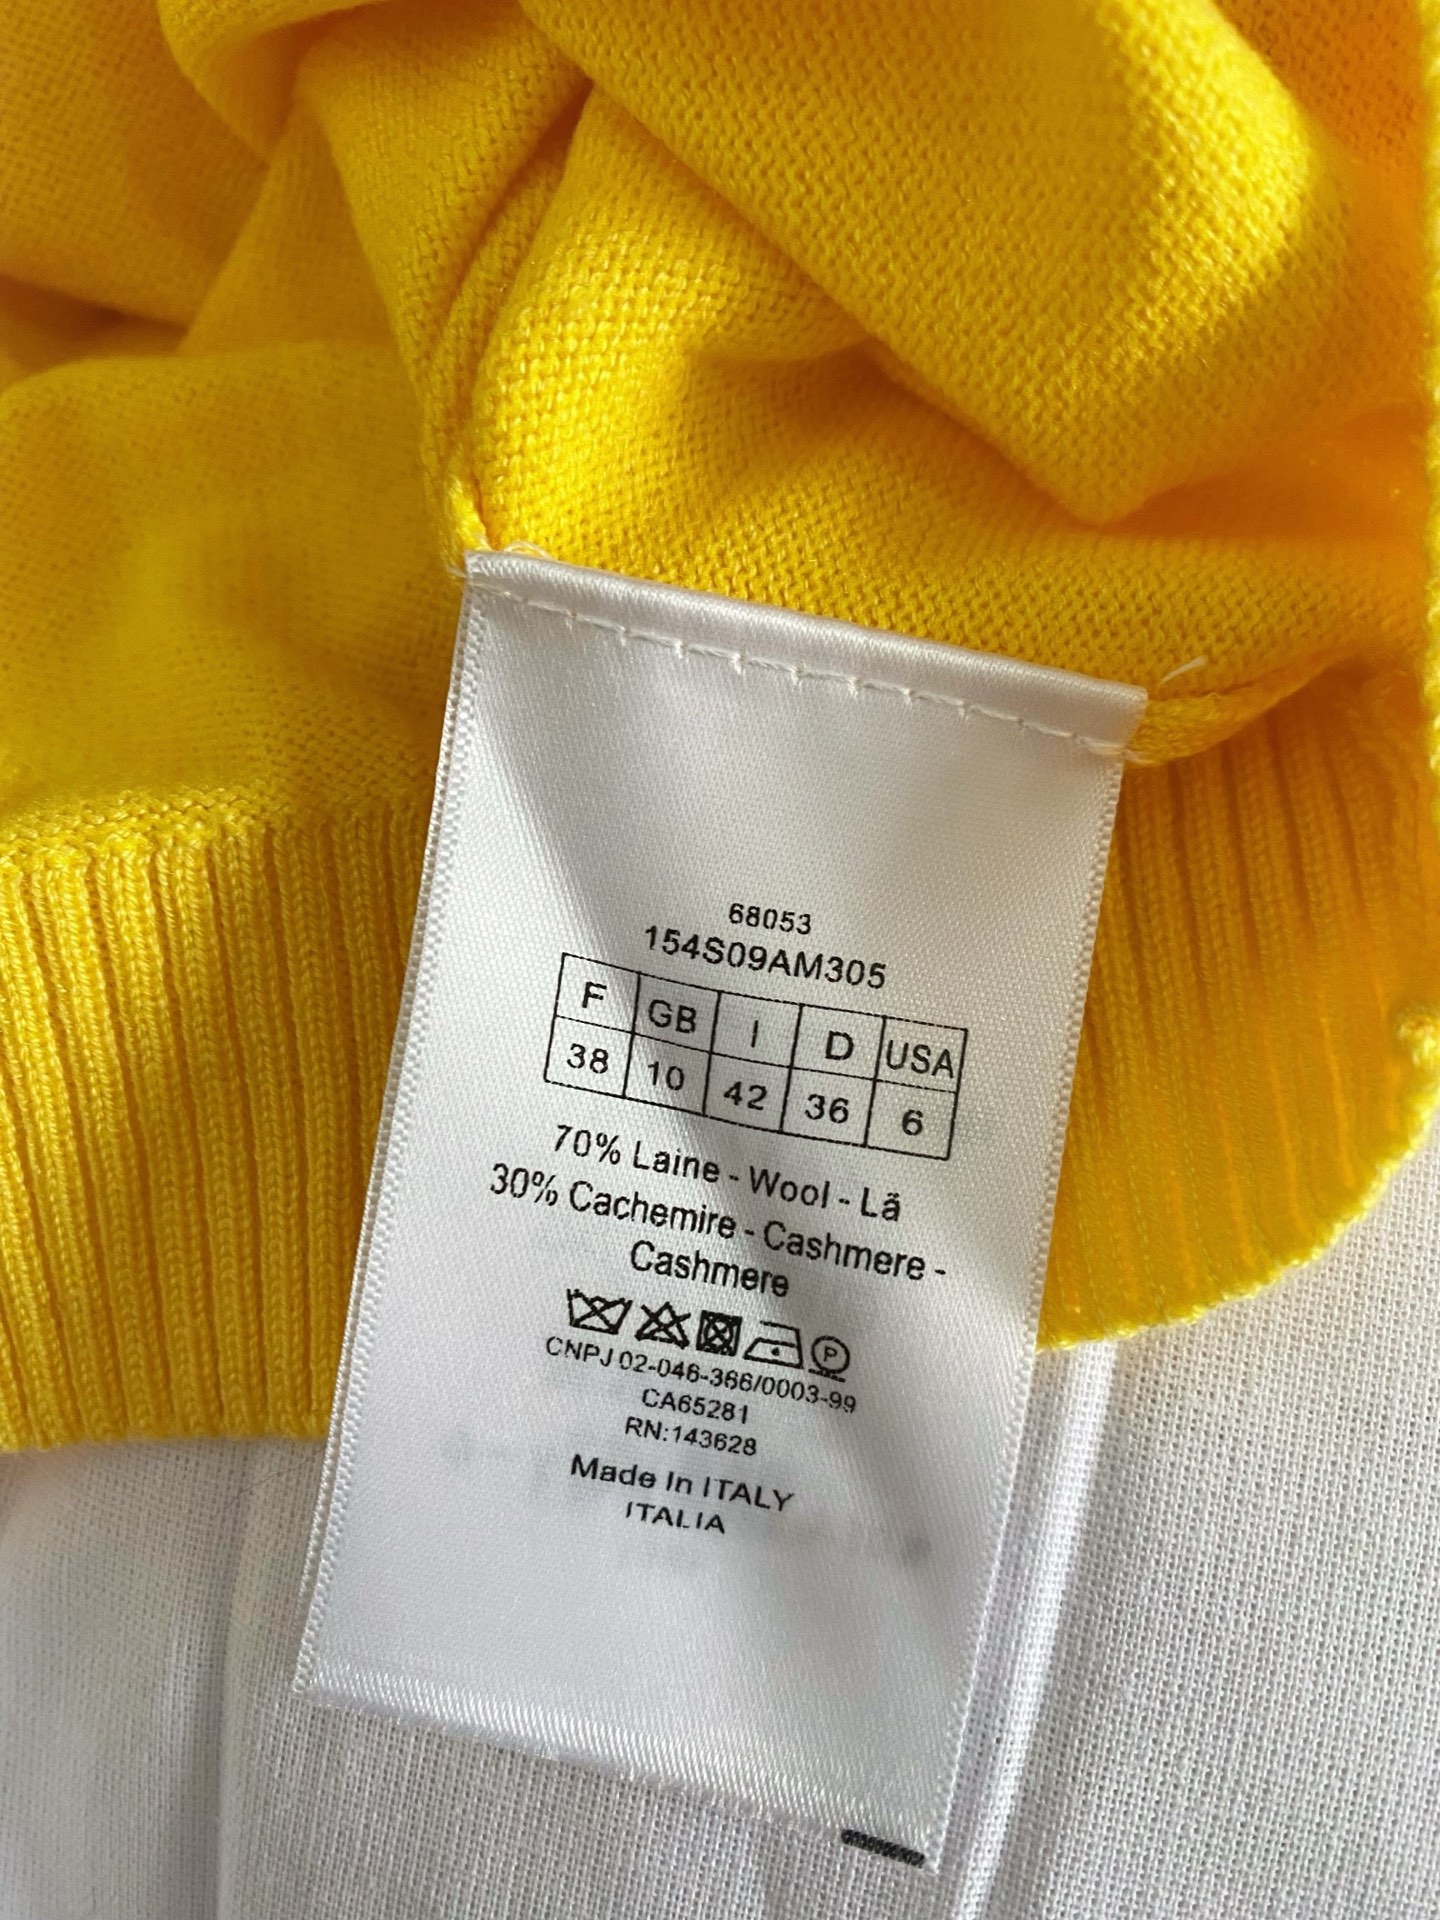 68053
154S09AM305
F GB I D USA
38 10 42 36 6
70% Laine - Wool - Lã
30% Cachemire - Cashmere -
Cashmere
P
CNPJ 02-046-366/0003-99
CA65281
RN:143628
Made In ITALY
ITALIA